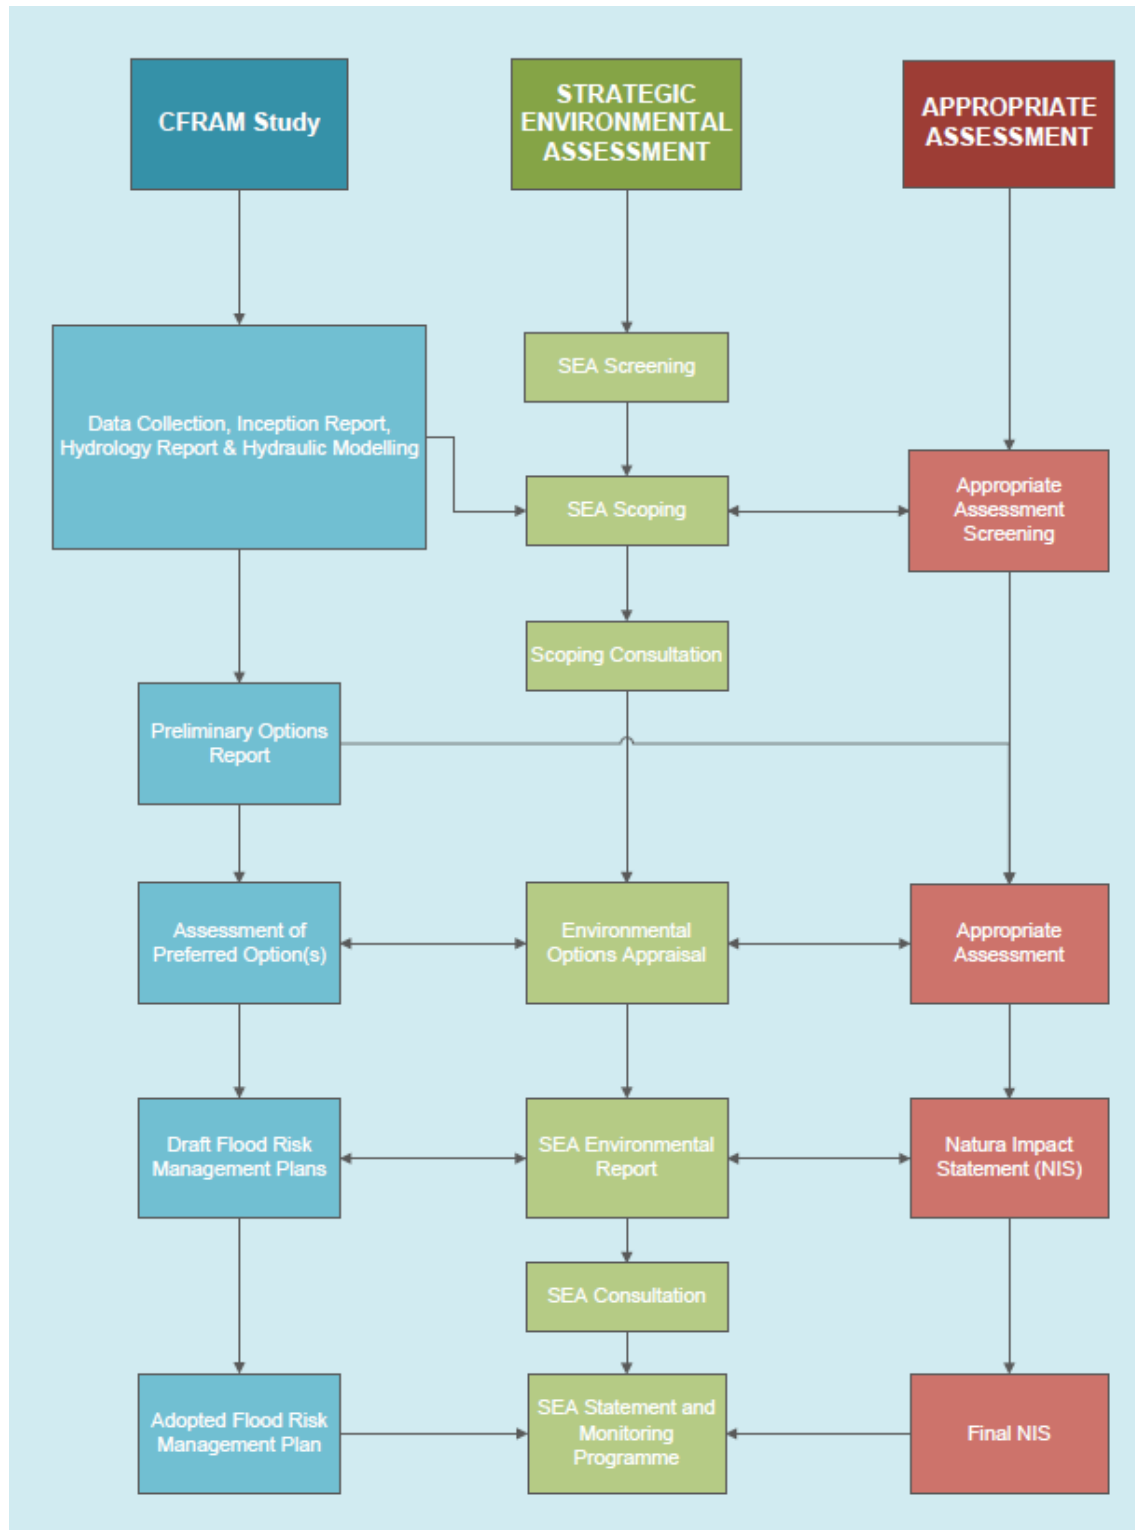 CFRAM Study
STRATEGIC
ENVIRONMENTAL
ASSESSMENT
APPROPRIATE
ASSESSMENT
Data Collection, Inception Report,
Hydrology Report & Hydraulic Modelling
SEA Screening
SEA Scoping
Appropriate
Assessment
Screening
Scoping Consultation
Preliminary Options
Report
Assessment of
Preferred Option(s)
Environmental
Options Appraisal
Appropriate
Assessment
Draft Flood Risk
Management Plans
SEA Environmental
Report
Natura Impact
Statement (NIS)
SEA Consultation
Adopted Flood Risk
Management Plan
SEA Statement and
Monitoring
Programme
Final NIS